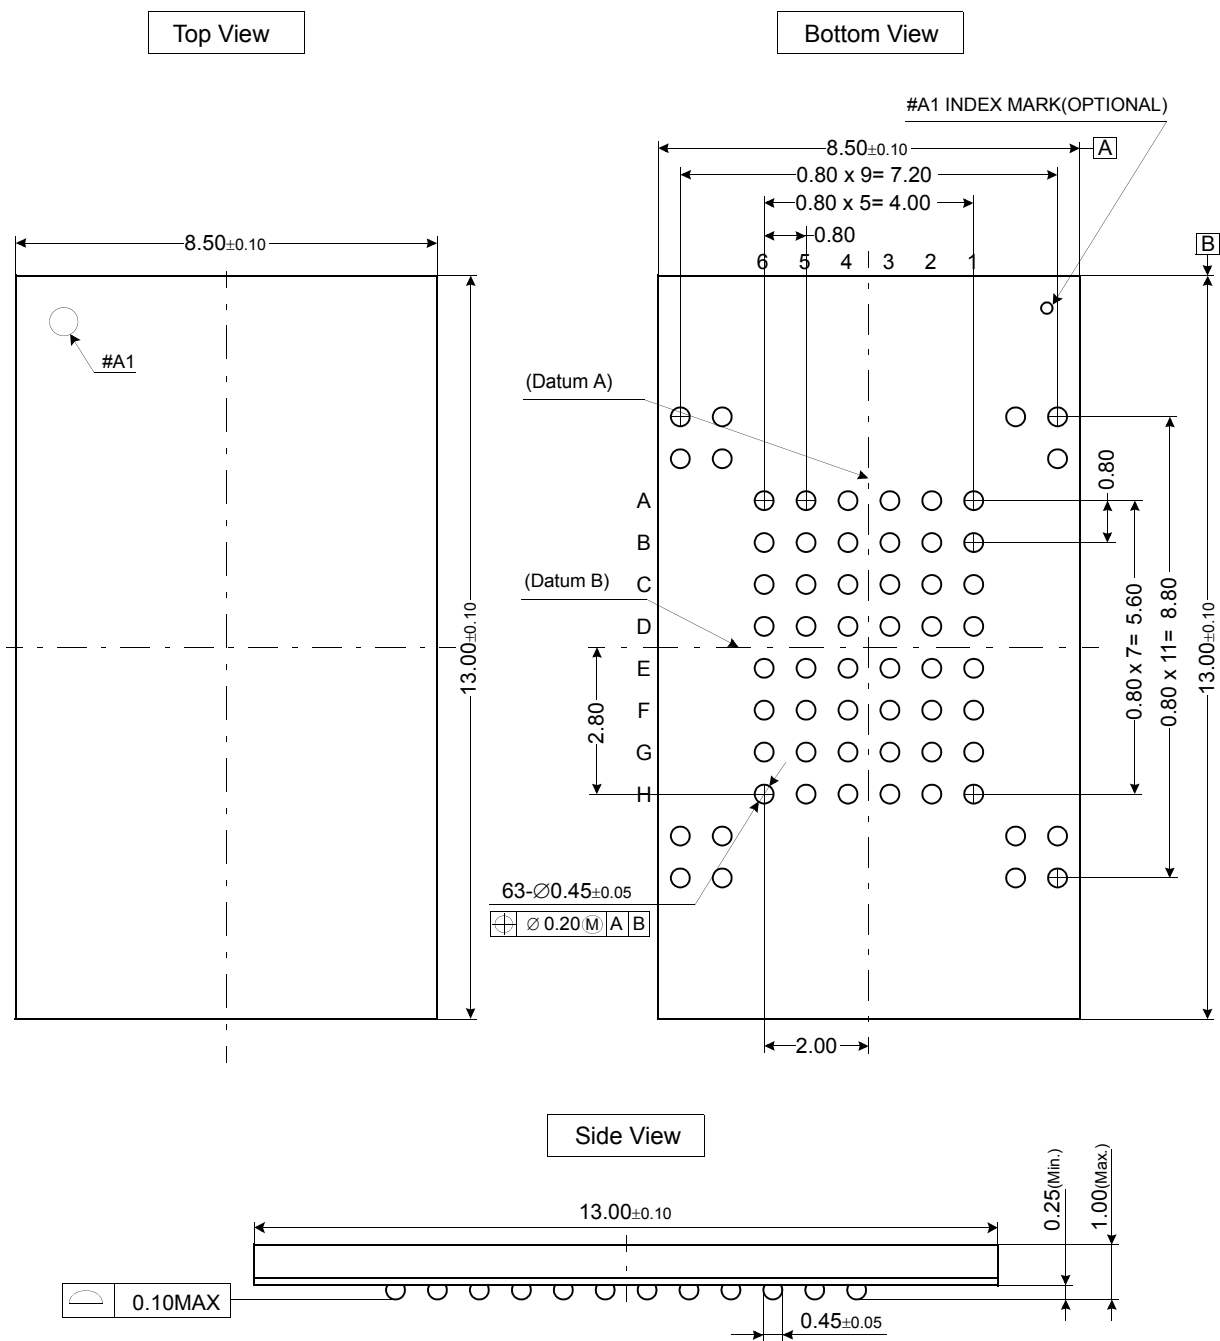 Top View
Bottom View
#A1 INDEX MARK(OPTIONAL)
8.50±0.10
A
0.80 x 9= 7.20
0.80 x 5= 4.00
0.80
8.50±0.10
B
6 5 4 3 2 1
#A1
(Datum A)
0.80
A
B
(Datum B)
C
D
E
F
G
H
13.00±0.10
2.80
0.80 x 7= 5.60
0.80 x 11= 8.80
13.00±0.10
63-∅0.45±0.05
⌖ ∅ 0.20 Ⓜ A B
2.00
Side View
13.00±0.10
0.25(Min.)
1.00(Max.)
0.10MAX
0.45±0.05